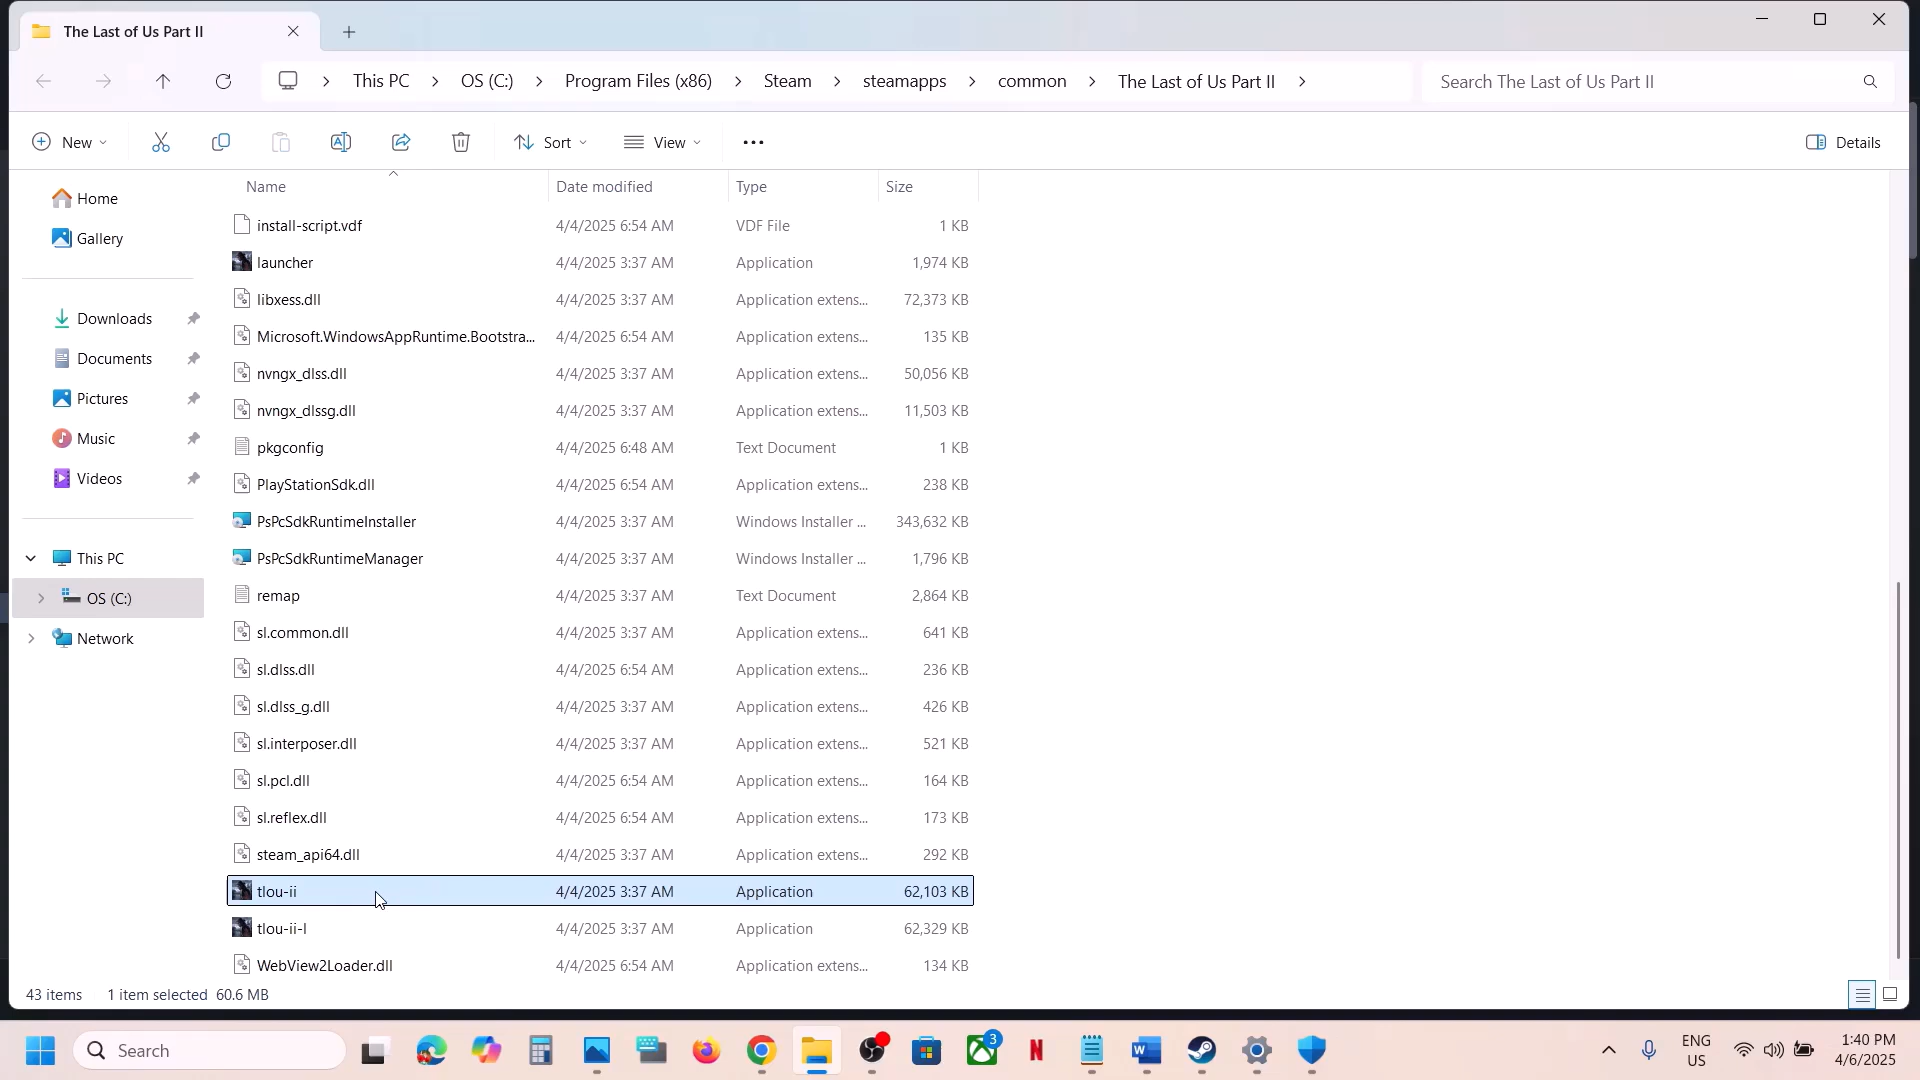 The Last of Us Part II
This PC > OS (C:) > Program Files (x86) > Steam > steamapps > common > The Last of Us Part II >
Search The Last of Us Part II
New
Sort
View
Details
Name Date modified Type Size
install-script.vdf 4/4/2025 6:54 AM VDF File 1 KB
launcher 4/4/2025 3:37 AM Application 1,974 KB
libxess.dll 4/4/2025 3:37 AM Application extens... 72,373 KB
Microsoft.WindowsAppRuntime.Bootstra... 4/4/2025 6:54 AM Application extens... 135 KB
nvngx_dlss.dll 4/4/2025 3:37 AM Application extens... 50,056 KB
nvngx_dlssg.dll 4/4/2025 3:37 AM Application extens... 11,503 KB
pkgconfig 4/4/2025 6:48 AM Text Document 1 KB
PlayStationSdk.dll 4/4/2025 6:54 AM Application extens... 238 KB
PsPcSdkRuntimeInstaller 4/4/2025 3:37 AM Windows Installer ... 343,632 KB
PsPcSdkRuntimeManager 4/4/2025 3:37 AM Windows Installer ... 1,796 KB
remap 4/4/2025 3:37 AM Text Document 2,864 KB
sl.common.dll 4/4/2025 3:37 AM Application extens... 641 KB
sl.dlss.dll 4/4/2025 6:54 AM Application extens... 236 KB
sl.dlss_g.dll 4/4/2025 3:37 AM Application extens... 426 KB
sl.interposer.dll 4/4/2025 3:37 AM Application extens... 521 KB
sl.pcl.dll 4/4/2025 6:54 AM Application extens... 164 KB
sl.reflex.dll 4/4/2025 6:54 AM Application extens... 173 KB
steam_api64.dll 4/4/2025 3:37 AM Application extens... 292 KB
tlou-ii 4/4/2025 3:37 AM Application 62,103 KB
tlou-ii-l 4/4/2025 3:37 AM Application 62,329 KB
WebView2Loader.dll 4/4/2025 6:54 AM Application extens... 134 KB
Home
Gallery
Downloads
Documents
Pictures
Music
Videos
This PC
OS (C:)
Network
43 items 1 item selected 60.6 MB
Search
3
N
W
ENG
US
1:40 PM
4/6/2025